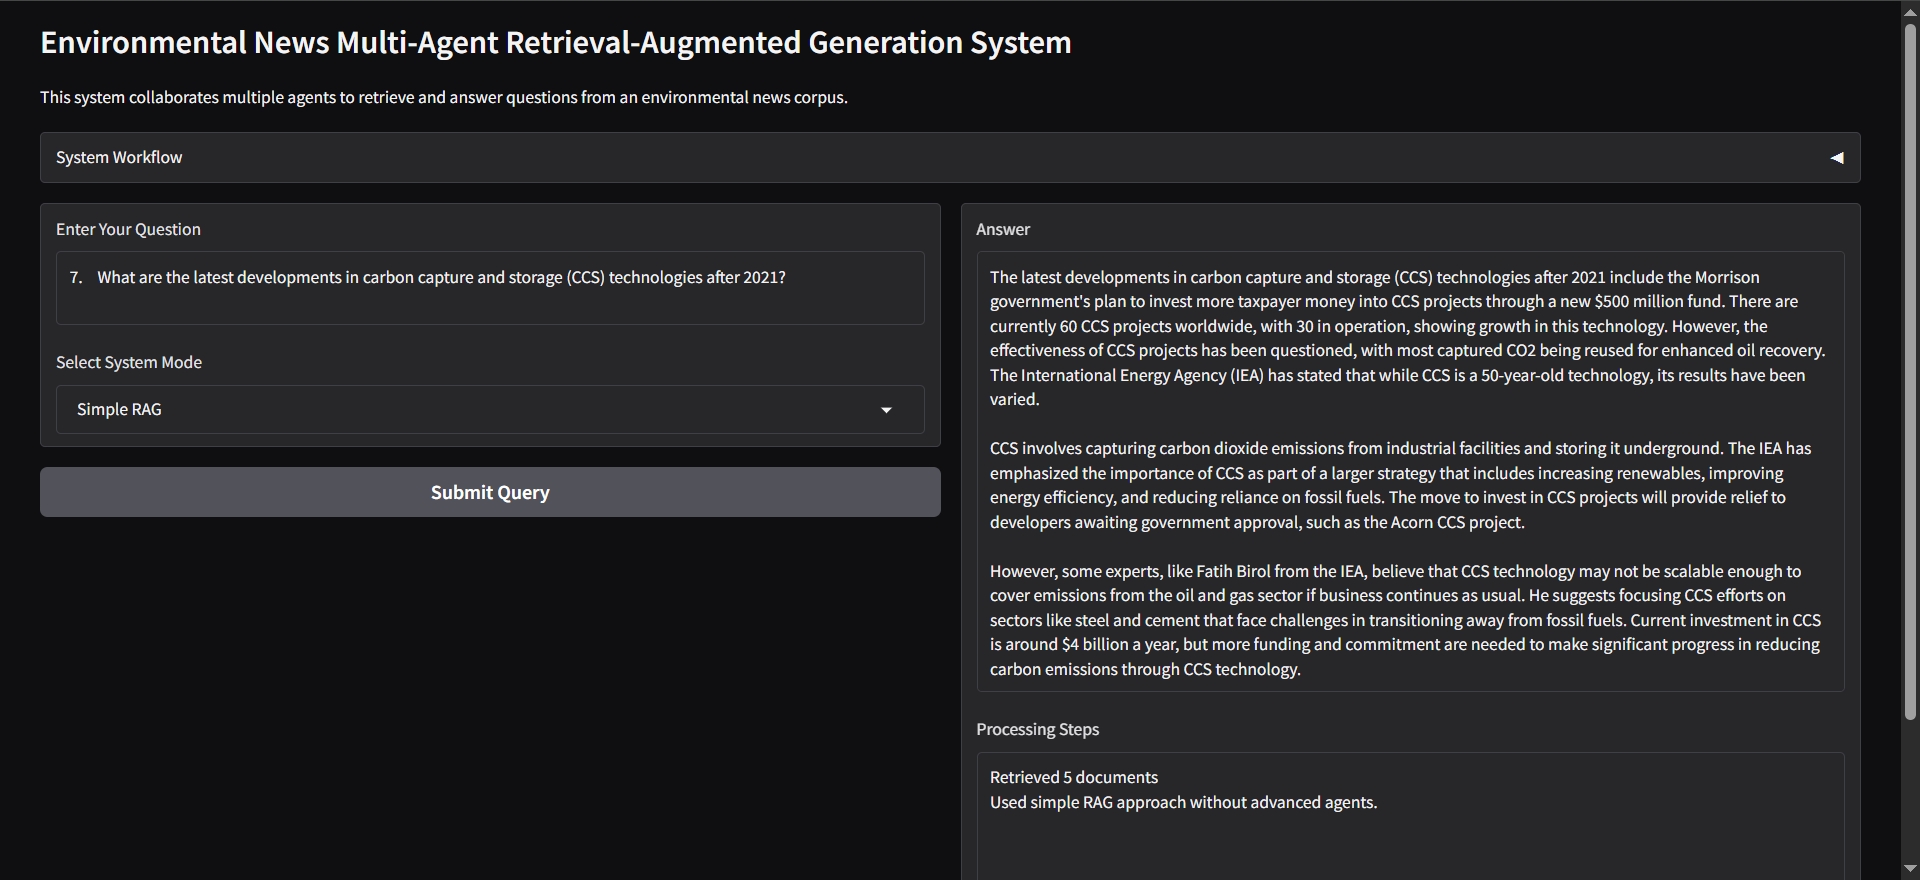 Environmental News Multi-Agent Retrieval-Augmented Generation System
This system collaborates multiple agents to retrieve and answer questions from an environmental news corpus.
System Workflow
Enter Your Question
7. What are the latest developments in carbon capture and storage (CCS) technologies after 2021?
Select System Mode
Simple RAG
Submit Query
Answer
The latest developments in carbon capture and storage (CCS) technologies after 2021 include the Morrison
government's plan to invest more taxpayer money into CCS projects through a new $500 million fund. There are
currently 60 CCS projects worldwide, with 30 in operation, showing growth in this technology. However, the
effectiveness of CCS projects has been questioned, with most captured CO2 being reused for enhanced oil recovery.
The International Energy Agency (IEA) has stated that while CCS is a 50-year-old technology, its results have been
varied.
CCS involves capturing carbon dioxide emissions from industrial facilities and storing it underground. The IEA has
emphasized the importance of CCS as part of a larger strategy that includes increasing renewables, improving
energy efficiency, and reducing reliance on fossil fuels. The move to invest in CCS projects will provide relief to
developers awaiting government approval, such as the Acorn CCS project.
However, some experts, like Fatih Birol from the IEA, believe that CCS technology may not be scalable enough to
cover emissions from the oil and gas sector if business continues as usual. He suggests focusing CCS efforts on
sectors like steel and cement that face challenges in transitioning away from fossil fuels. Current investment in CCS
is around $4 billion a year, but more funding and commitment are needed to make significant progress in reducing
carbon emissions through CCS technology.
Processing Steps
Retrieved 5 documents
Used simple RAG approach without advanced agents.